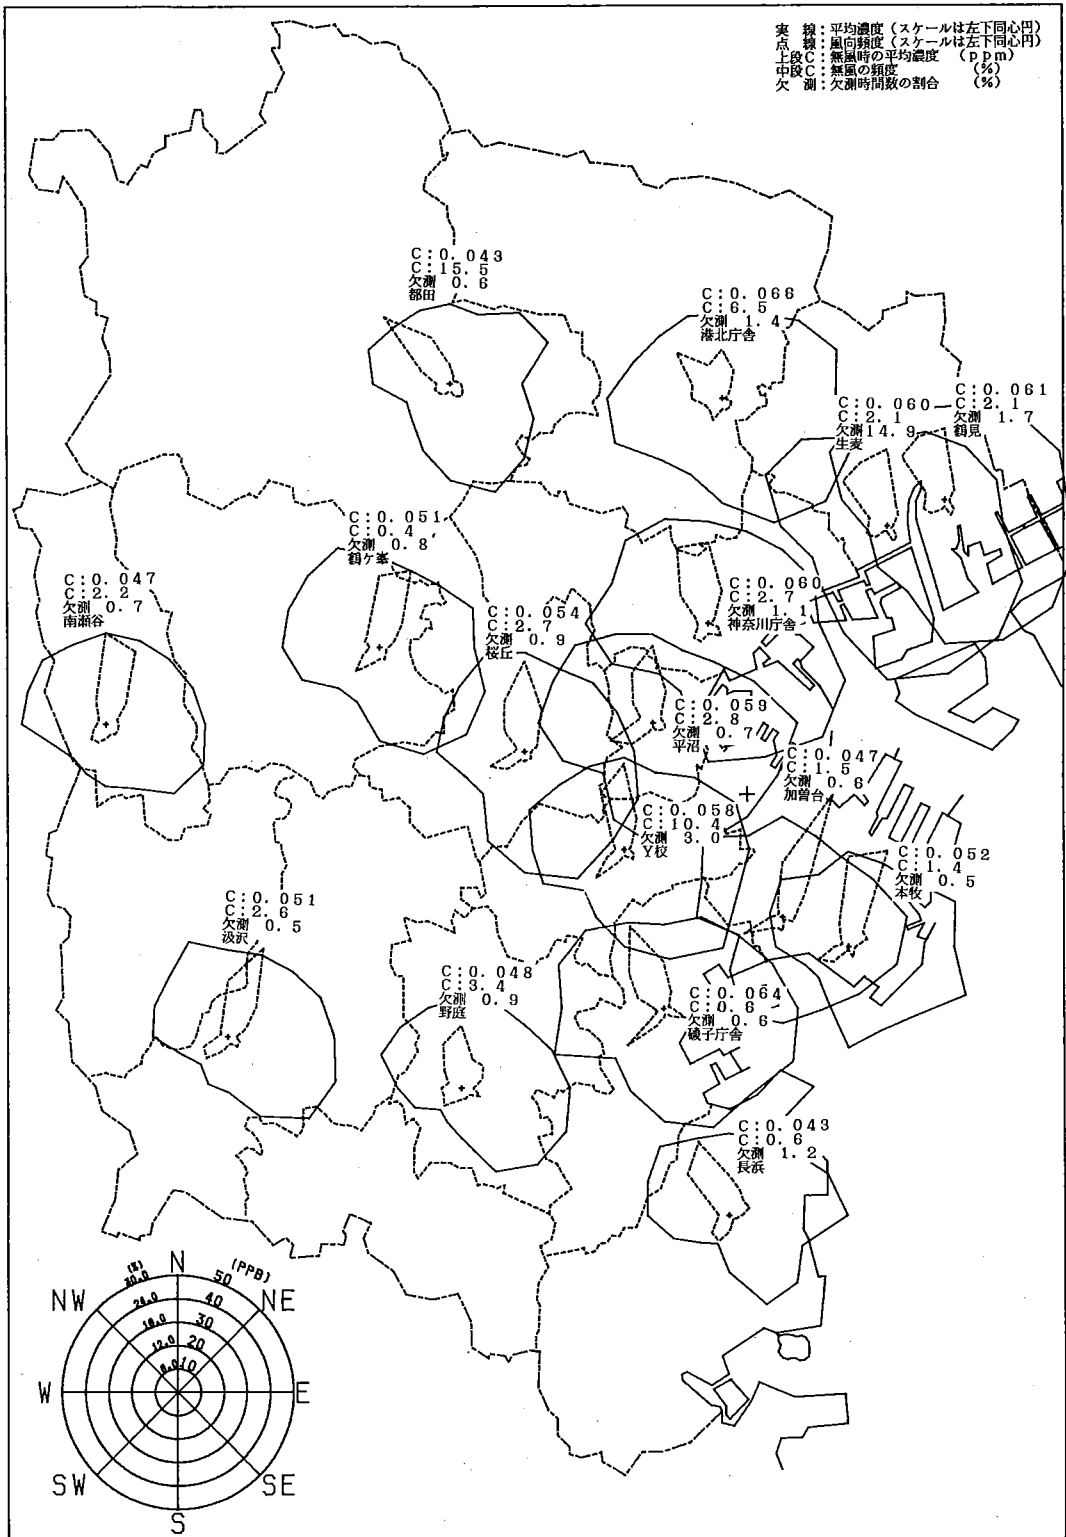 実 線：平均濃度（スケールは左下同心円）
点 線：風向頻度（スケールは左下同心円）
上段C：無風時の平均濃度 （ppm）
中段C：無風の頻度 （%）
欠 測：欠測時間数の割合 （%）
C:0.043
C:15.5
欠測 0.6
都田
C:0.066
C:6.5
欠測 1.4
港北庁舎
C:0.061
C:2.1
欠測 1.7
鶴見
C:0.060
C:2.1
欠測14.9
生麦
C:0.051
C:0.4
欠測 0.8
鶴ケ峯
C:0.047
C:2.2
欠測 0.7
南瀬谷
C:0.060
C:2.7
欠測 1.1
神奈川庁舎
C:0.054
C:2.7
欠測 0.9
桜丘
C:0.059
C:2.8
欠測 0.7
平沼
C:0.047
C:1.5
欠測 0.6
加曽台
C:0.058
C:10.4
欠測 3.0
Y校
C:0.052
C:1.4
欠測 0.5
本牧
C:0.051
C:2.6
欠測 0.5
汲沢
C:0.048
C:3.4
欠測 0.9
野庭
C:0.064
C:0.6
欠測 0.6
磯子庁舎
C:0.043
C:0.6
欠測 1.2
長浜
N
(%)
30.0
50
(PPB)
NW
24.0
40
NE
18.0
30
12.0
20
6.0
10
W
E
SW
SE
S